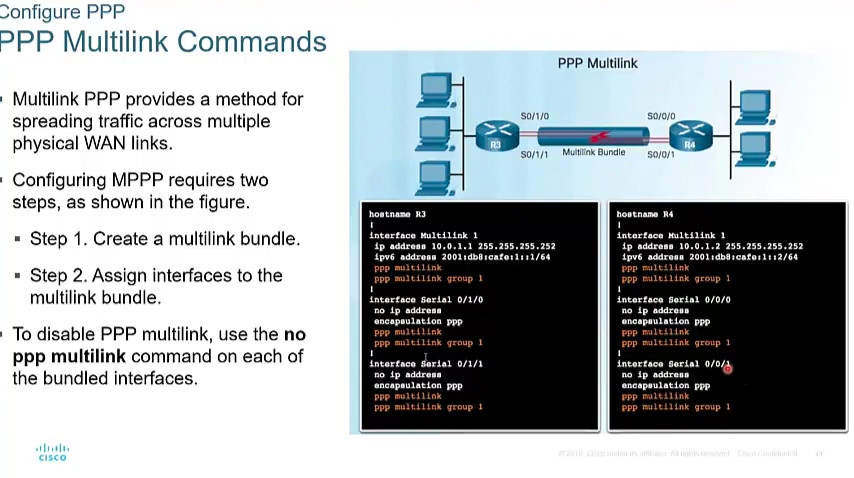 Configure PPP
PPP Multilink Commands
Multilink PPP provides a method for
spreading traffic across multiple
physical WAN links.
Configuring MPPP requires two
steps, as shown in the figure.
Step 1. Create a multilink bundle.
Step 2. Assign interfaces to the
multilink bundle.
To disable PPP multilink, use the no
ppp multilink command on each of
the bundled interfaces.
PPP Multilink
S0/1/0
S0/0/0
R3
R4
S0/1/1
Multilink Bundle
S0/0/1
hostname R3
!
interface Multilink 1
ip address 10.0.1.1 255.255.255.252
ipv6 address 2001:db8:cafe:1::1/64
ppp multilink
ppp multilink group 1
!
interface Serial 0/1/0
no ip address
encapsulation ppp
ppp multilink
ppp multilink group 1
!
interface Serial 0/1/1
no ip address
encapsulation ppp
ppp multilink
ppp multilink group 1
hostname R4
!
interface Multilink 1
ip address 10.0.1.2 255.255.255.252
ipv6 address 2001:db8:cafe:1::2/64
ppp multilink
ppp multilink group 1
!
interface Serial 0/0/0
no ip address
encapsulation ppp
ppp multilink
ppp multilink group 1
!
interface Serial 0/0/1
no ip address
encapsulation ppp
ppp multilink
ppp multilink group 1
CISCO
Cisco and/or its affiliates. All rights reserved. Cisco Confidential